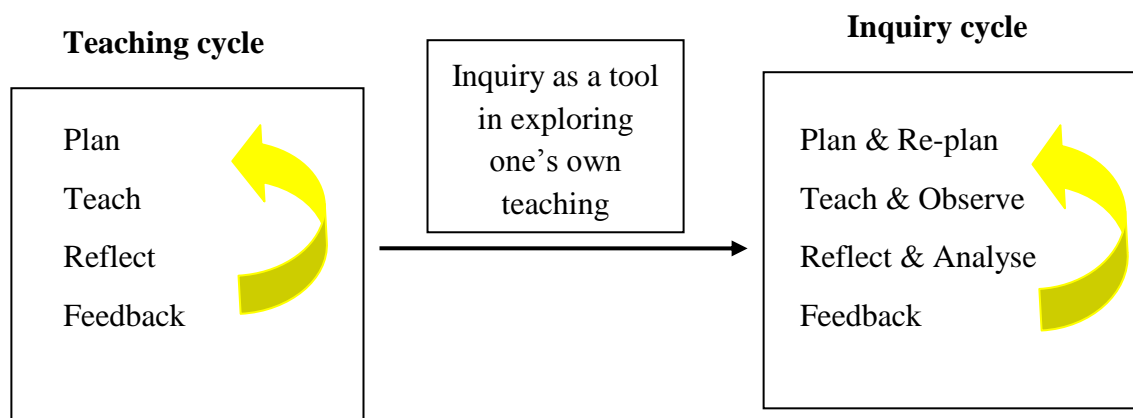 Teaching cycle
Plan
Teach
Reflect
Feedback
Inquiry as a tool
in exploring
one’s own
teaching
Inquiry cycle
Plan & Re-plan
Teach & Observe
Reflect & Analyse
Feedback